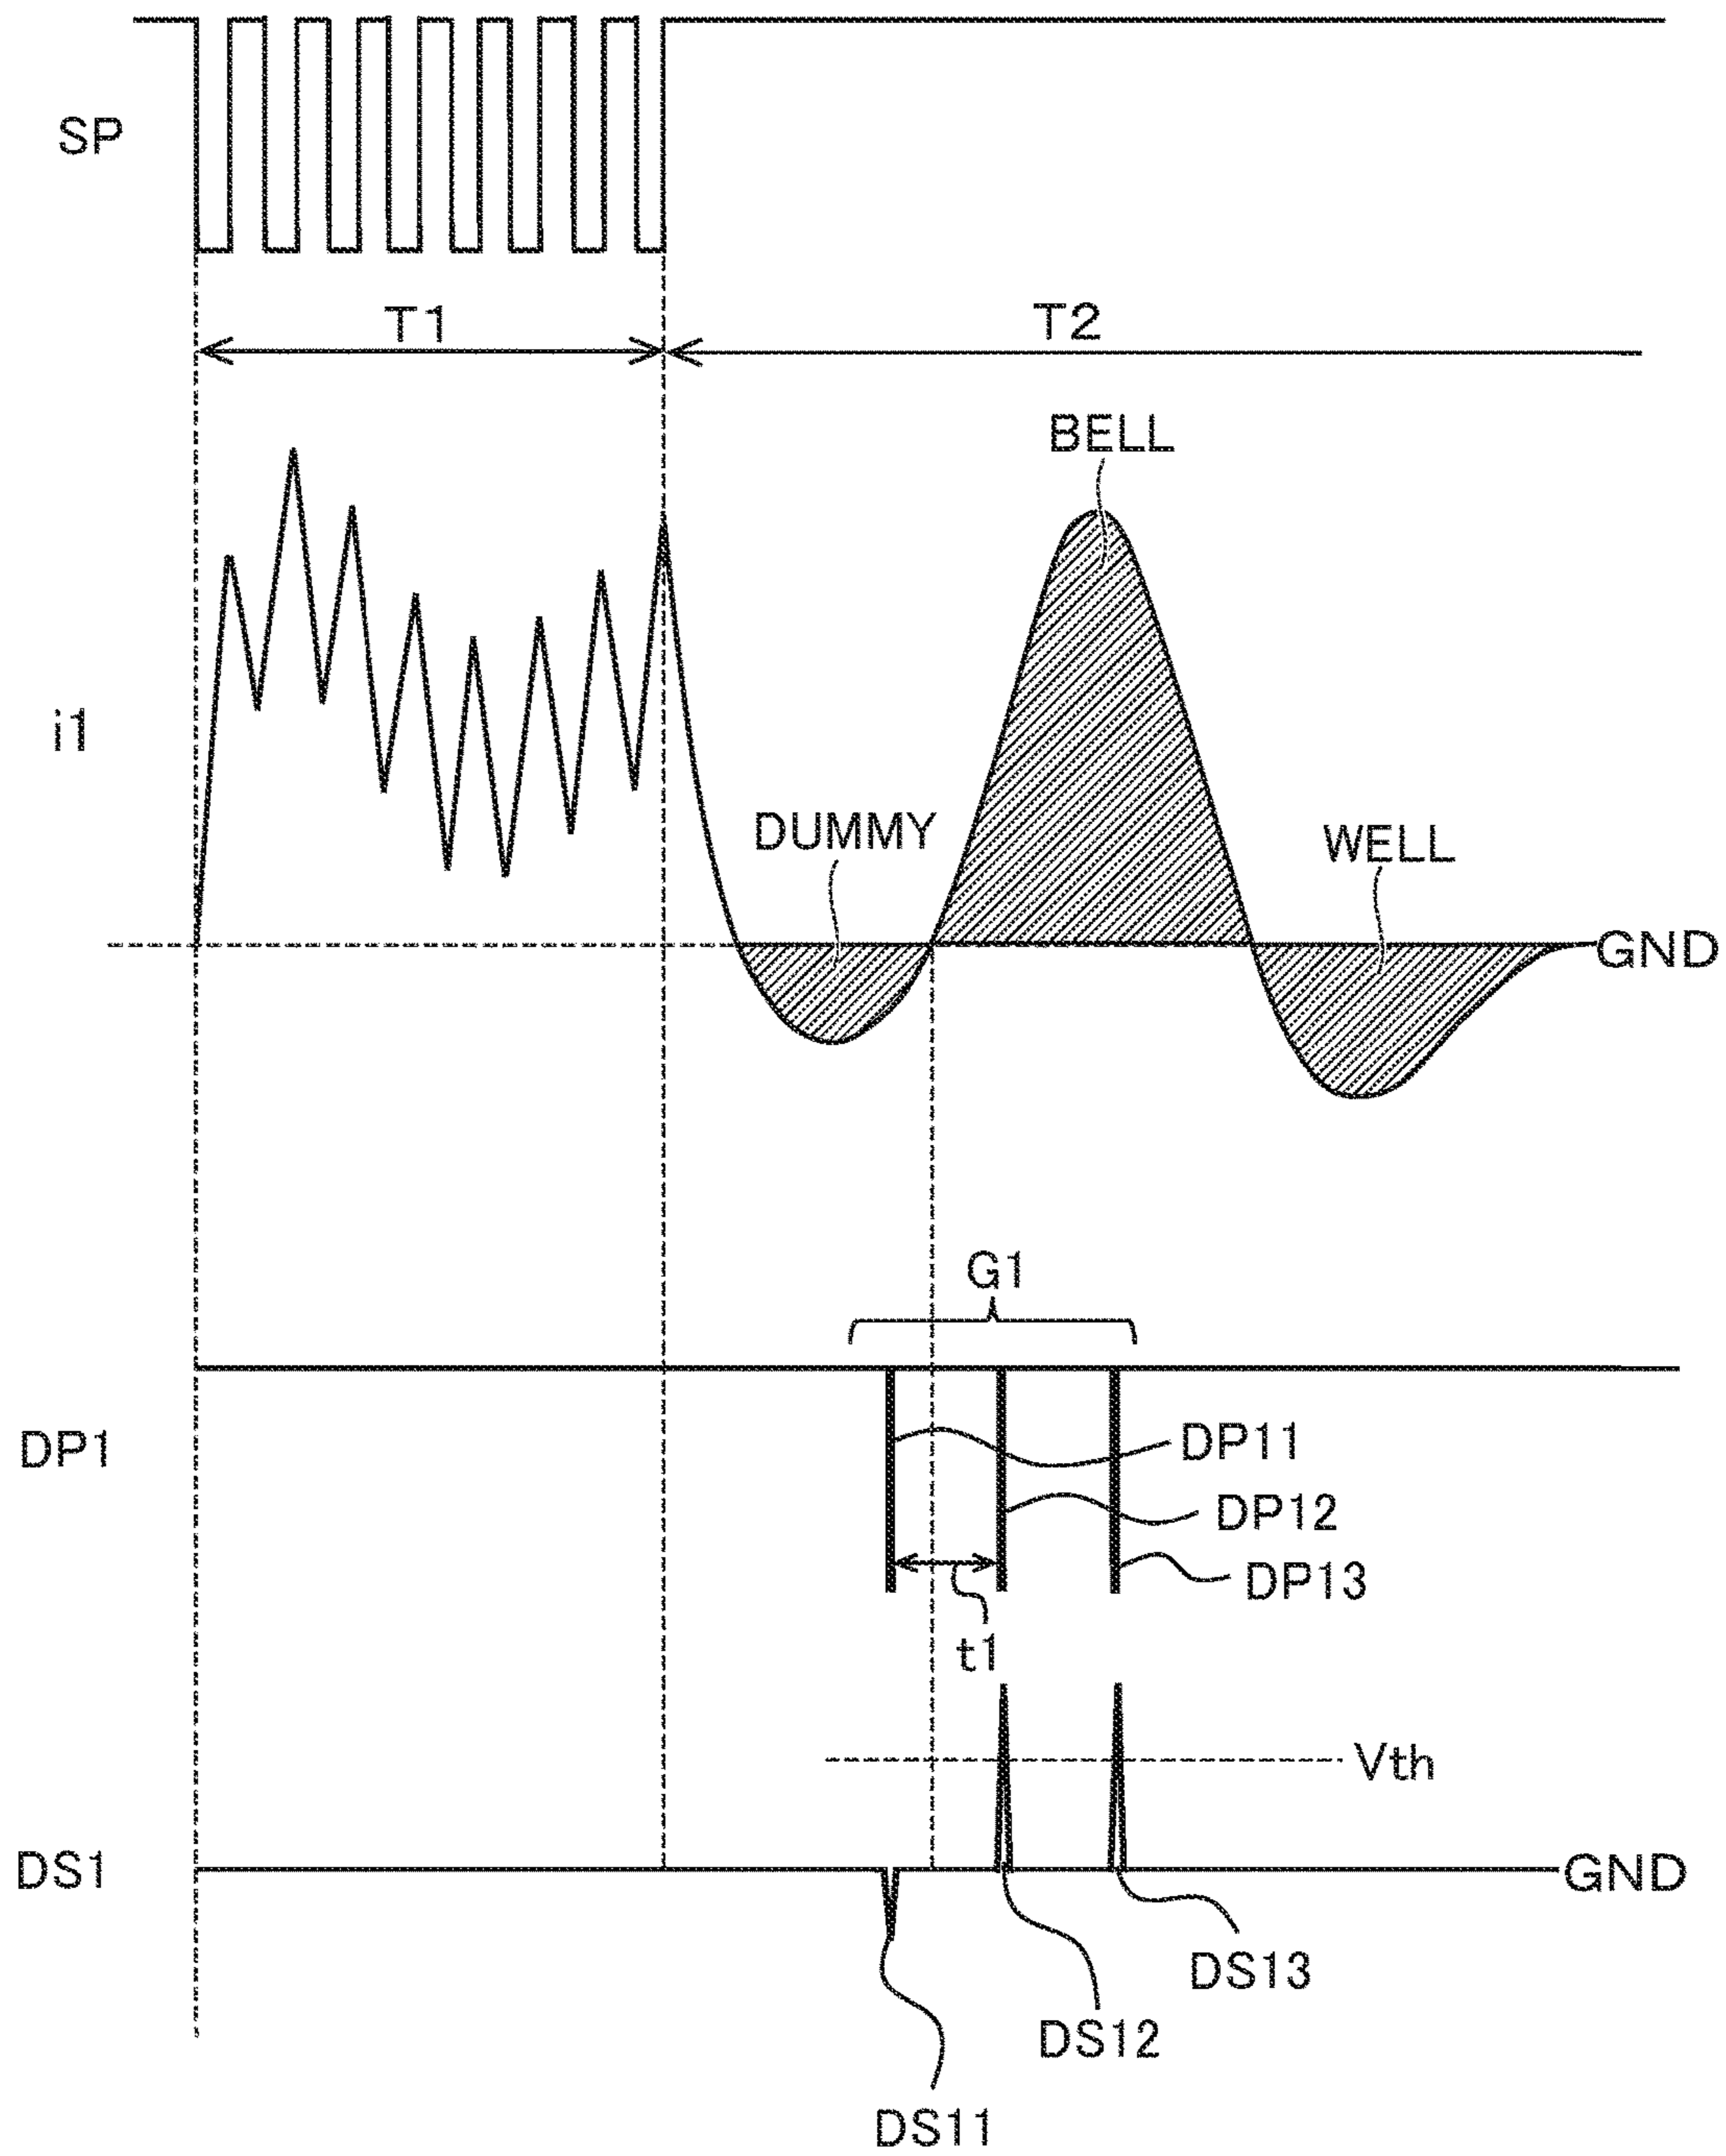 SP
T1
T2
BELL
i1
DUMMY
WELL
GND
G1
DP1
DP11
DP12
DP13
t1
Vth
DS1
GND
DS13
DS12
DS11